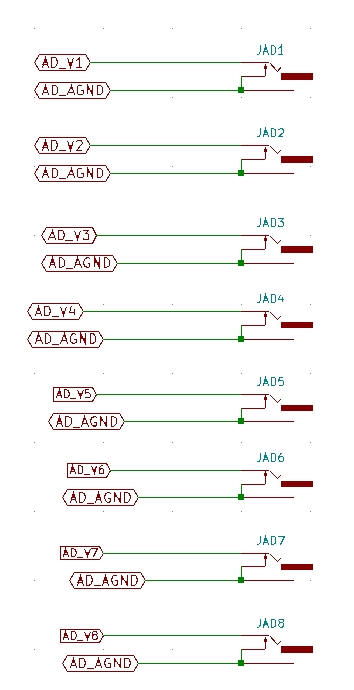 JAD1
AD_V1
AD_AGND
JAD2
AD_V2
AD_AGND
JAD3
AD_V3
AD_AGND
JAD4
AD_V4
AD_AGND
JAD5
AD_V5
AD_AGND
JAD6
AD_V6
AD_AGND
JAD7
AD_V7
AD_AGND
JAD8
AD_V8
AD_AGND